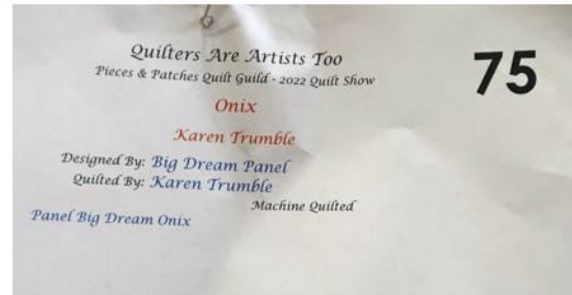 Quilters Are Artists Too
75
Pieces & Patches Quilt Guild - 2022 Quilt Show
Onix
Karen Trumble
Designed By: Big Dream Panel
Quilted By: Karen Trumble
Machine Quilted
Panel Big Dream Onix